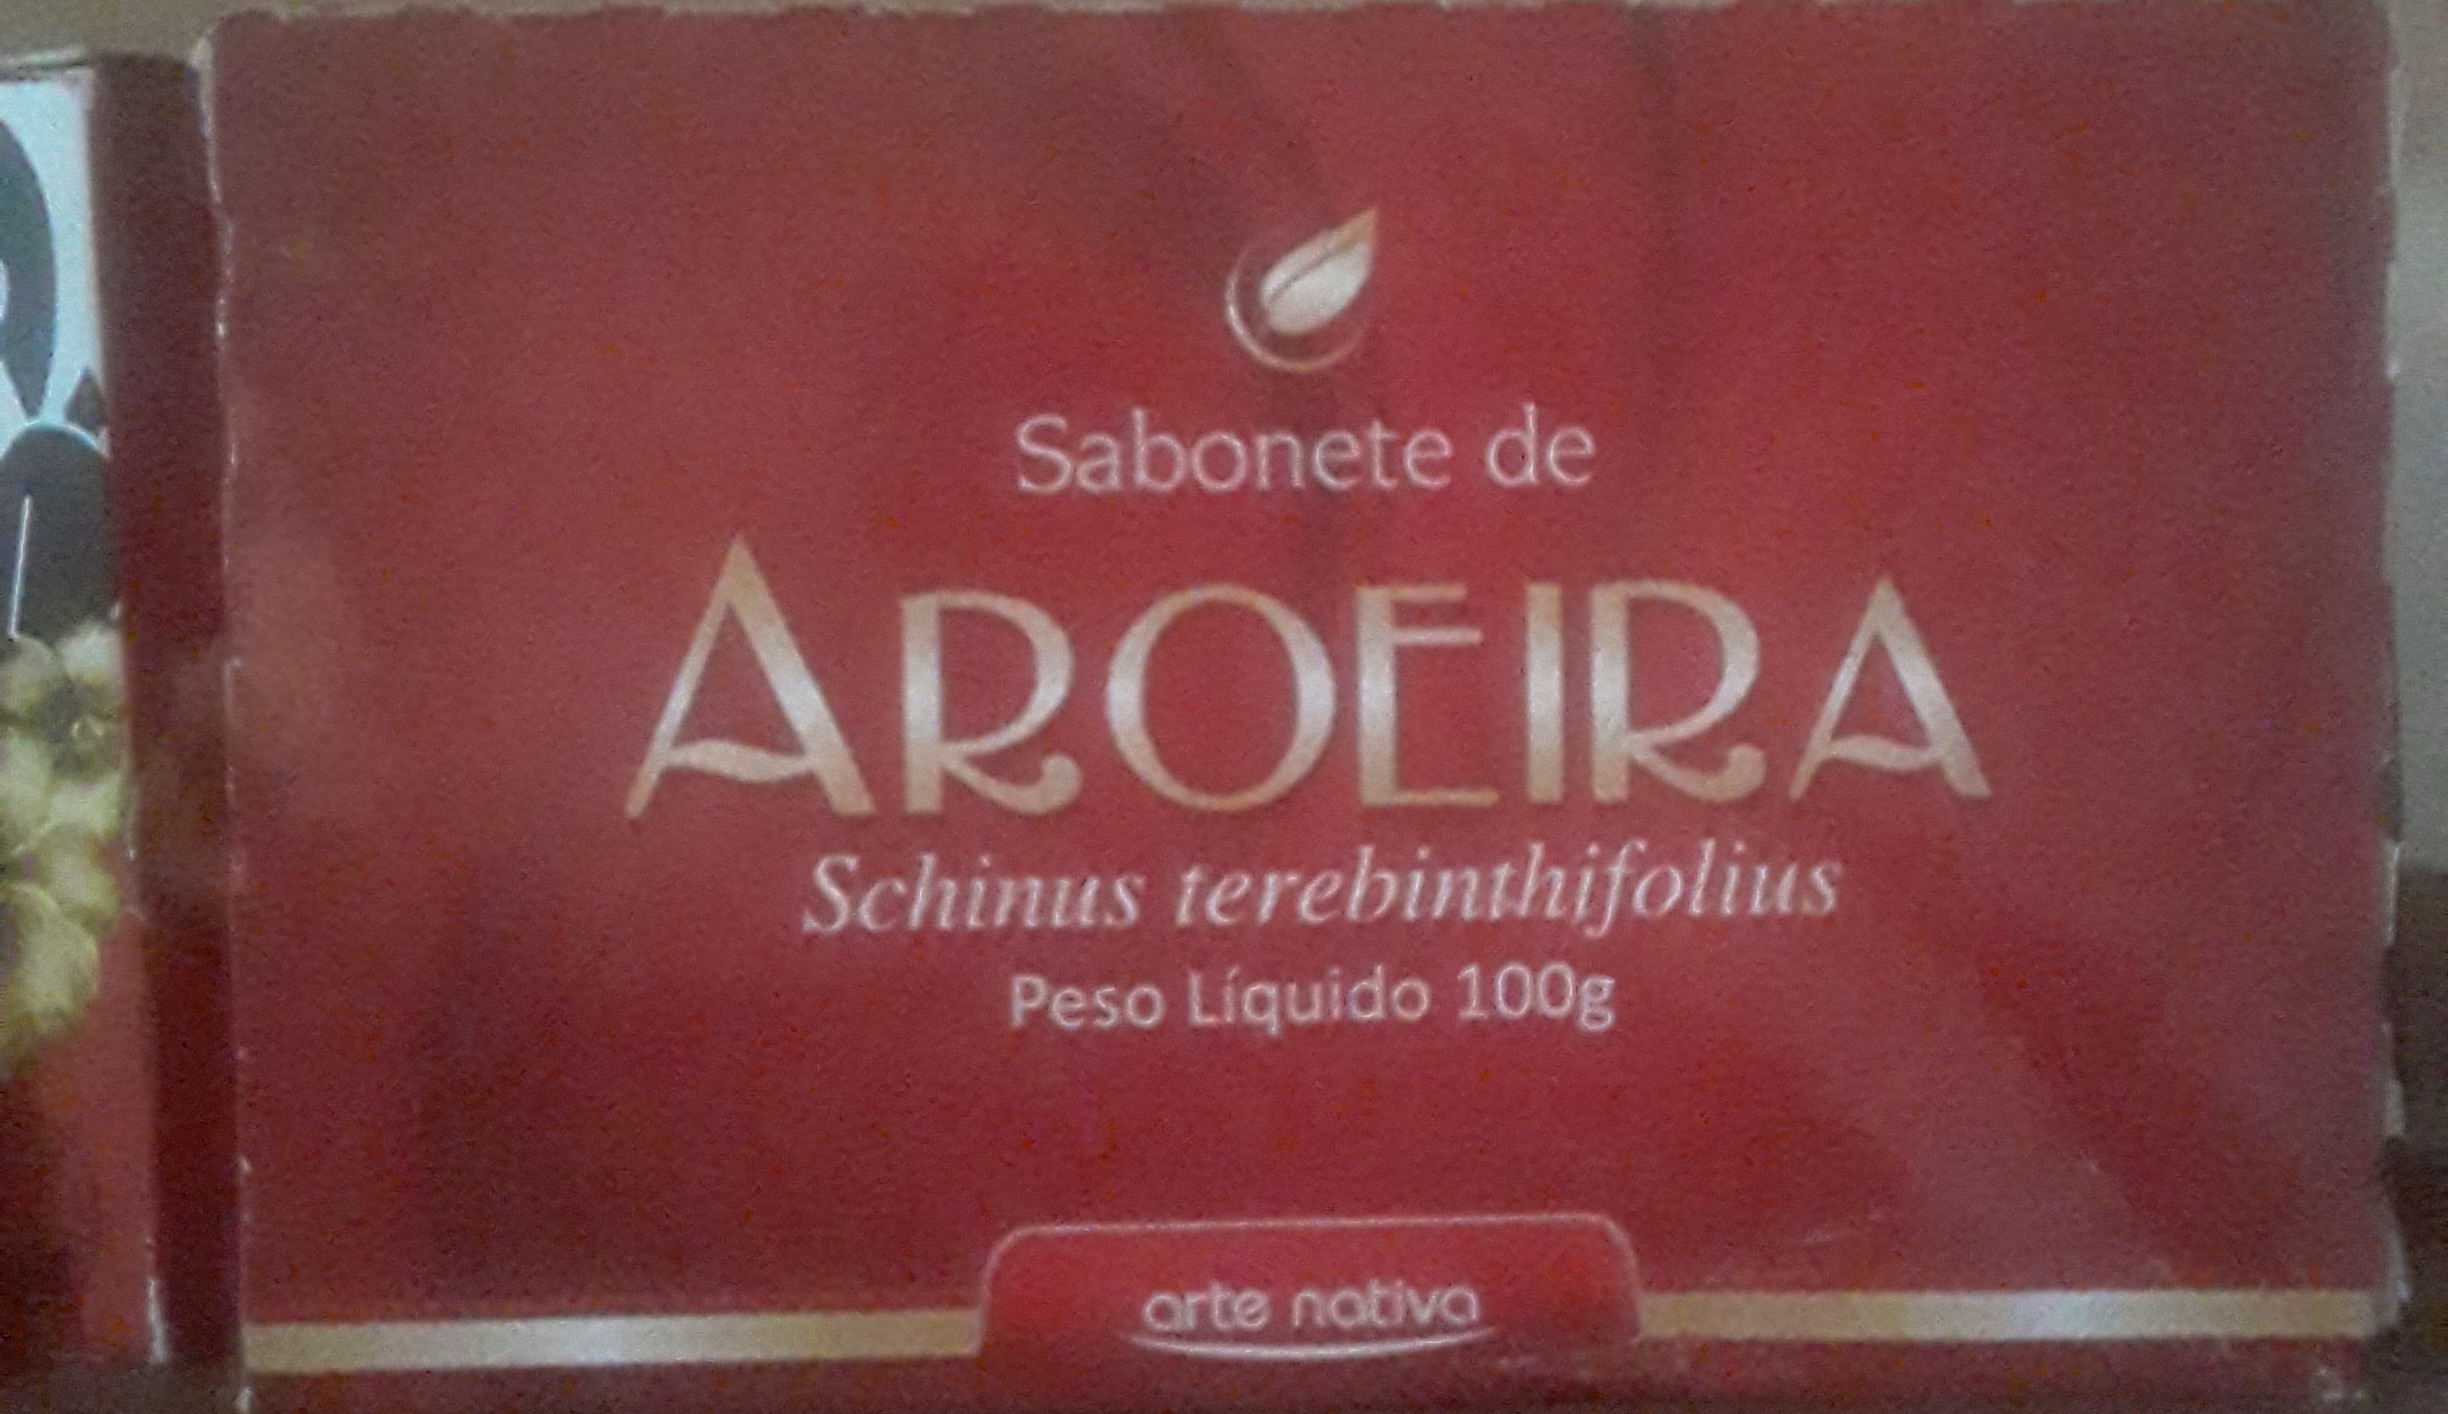 Sabonete de
AROEIRA
Schinus terebinthifolius
Peso Líquido 100g
arte nativa